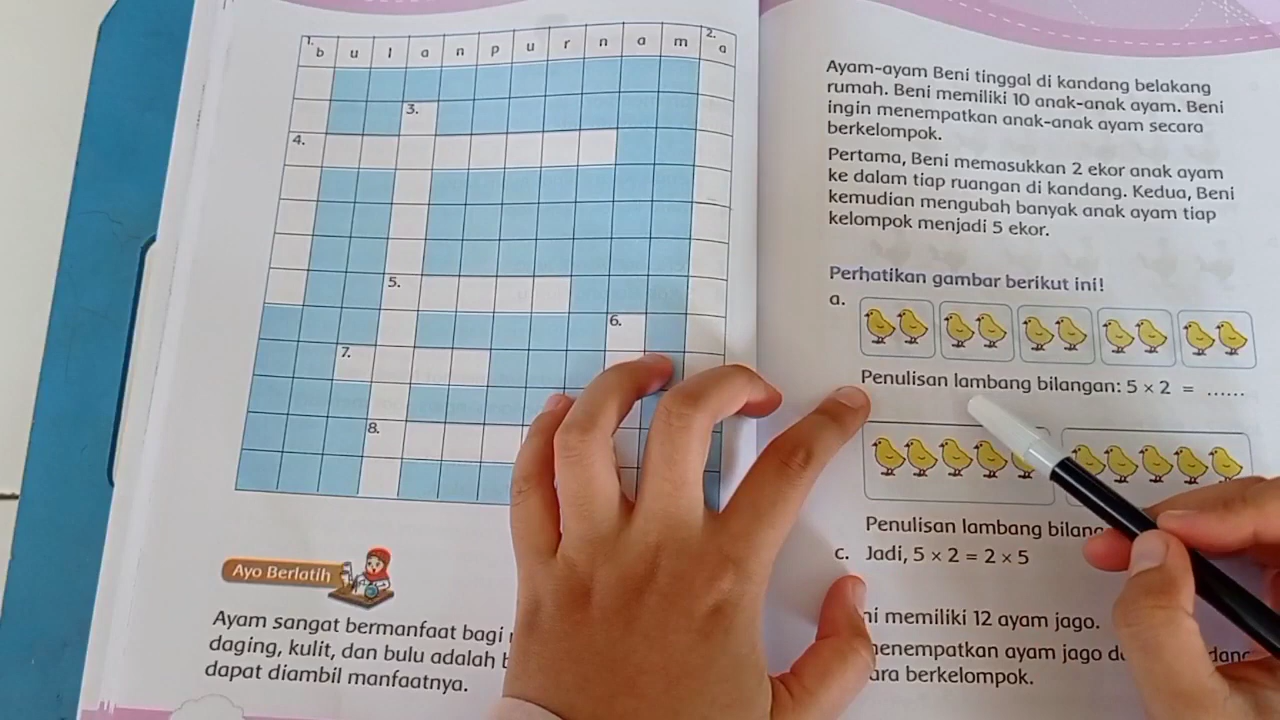 1. 2.
b u l a n p u r n a m a
3.
4.
5.
6.
7.
8.
Ayo Berlatih
Ayam sangat bermanfaat bagi
daging, kulit, dan bulu adalah
dapat diambil manfaatnya.
Ayam-ayam Beni tinggal di kandang belakang
rumah. Beni memiliki 10 anak-anak ayam. Beni
ingin menempatkan anak-anak ayam secara
berkelompok.
Pertama, Beni memasukkan 2 ekor anak ayam
ke dalam tiap ruangan di kandang. Kedua, Beni
kemudian mengubah banyak anak ayam tiap
kelompok menjadi 5 ekor.
Perhatikan gambar berikut ini!
a.
Penulisan lambang bilangan: 5 × 2 = ......
Penulisan lambang
c. Jadi, 5 × 2 = 2 × 5
memiliki 12 ayam jago.
ayam jago
berkelompok.